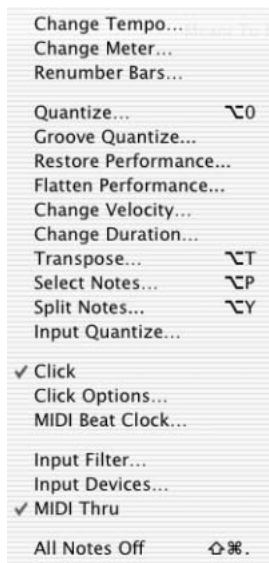 Change Tempo...
Change Meter...
Renumber Bars...
Quantize... ⌥0
Groove Quantize...
Restore Performance...
Flatten Performance...
Change Velocity...
Change Duration...
Transpose... ⌥T
Select Notes... ⌥P
Split Notes... ⌥Y
Input Quantize...
✓ Click
Click Options...
MIDI Beat Clock...
Input Filter...
Input Devices...
✓ MIDI Thru
All Notes Off ⇧⌘.